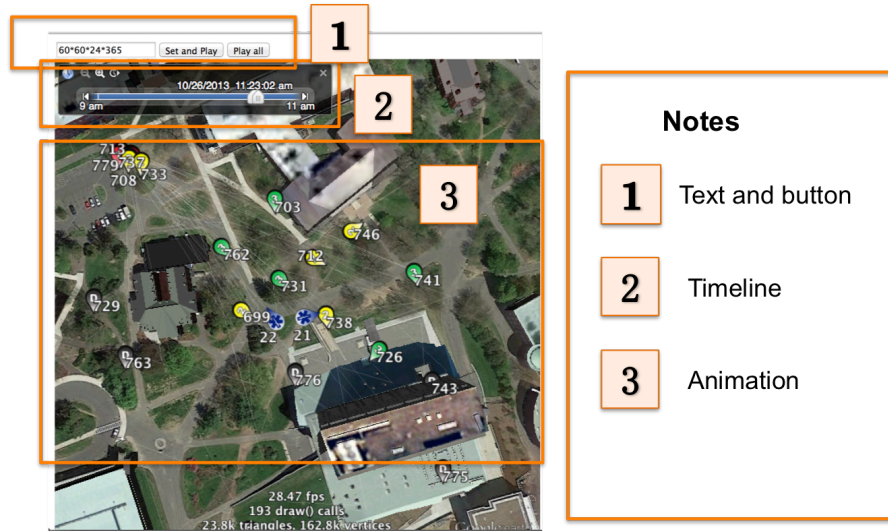 60*60*24*365
Set and Play
Play all
1
10/26/2013 11:23:02 am
9 am
11 am
2
713
779
737
733
708
703
3
746
762
712
731
741
729
699
22
21
738
763
726
776
743
775
28.47 fps
193 draw() calls
23.8k triangles, 162.8k vertices
Notes
1 Text and button
2 Timeline
3 Animation